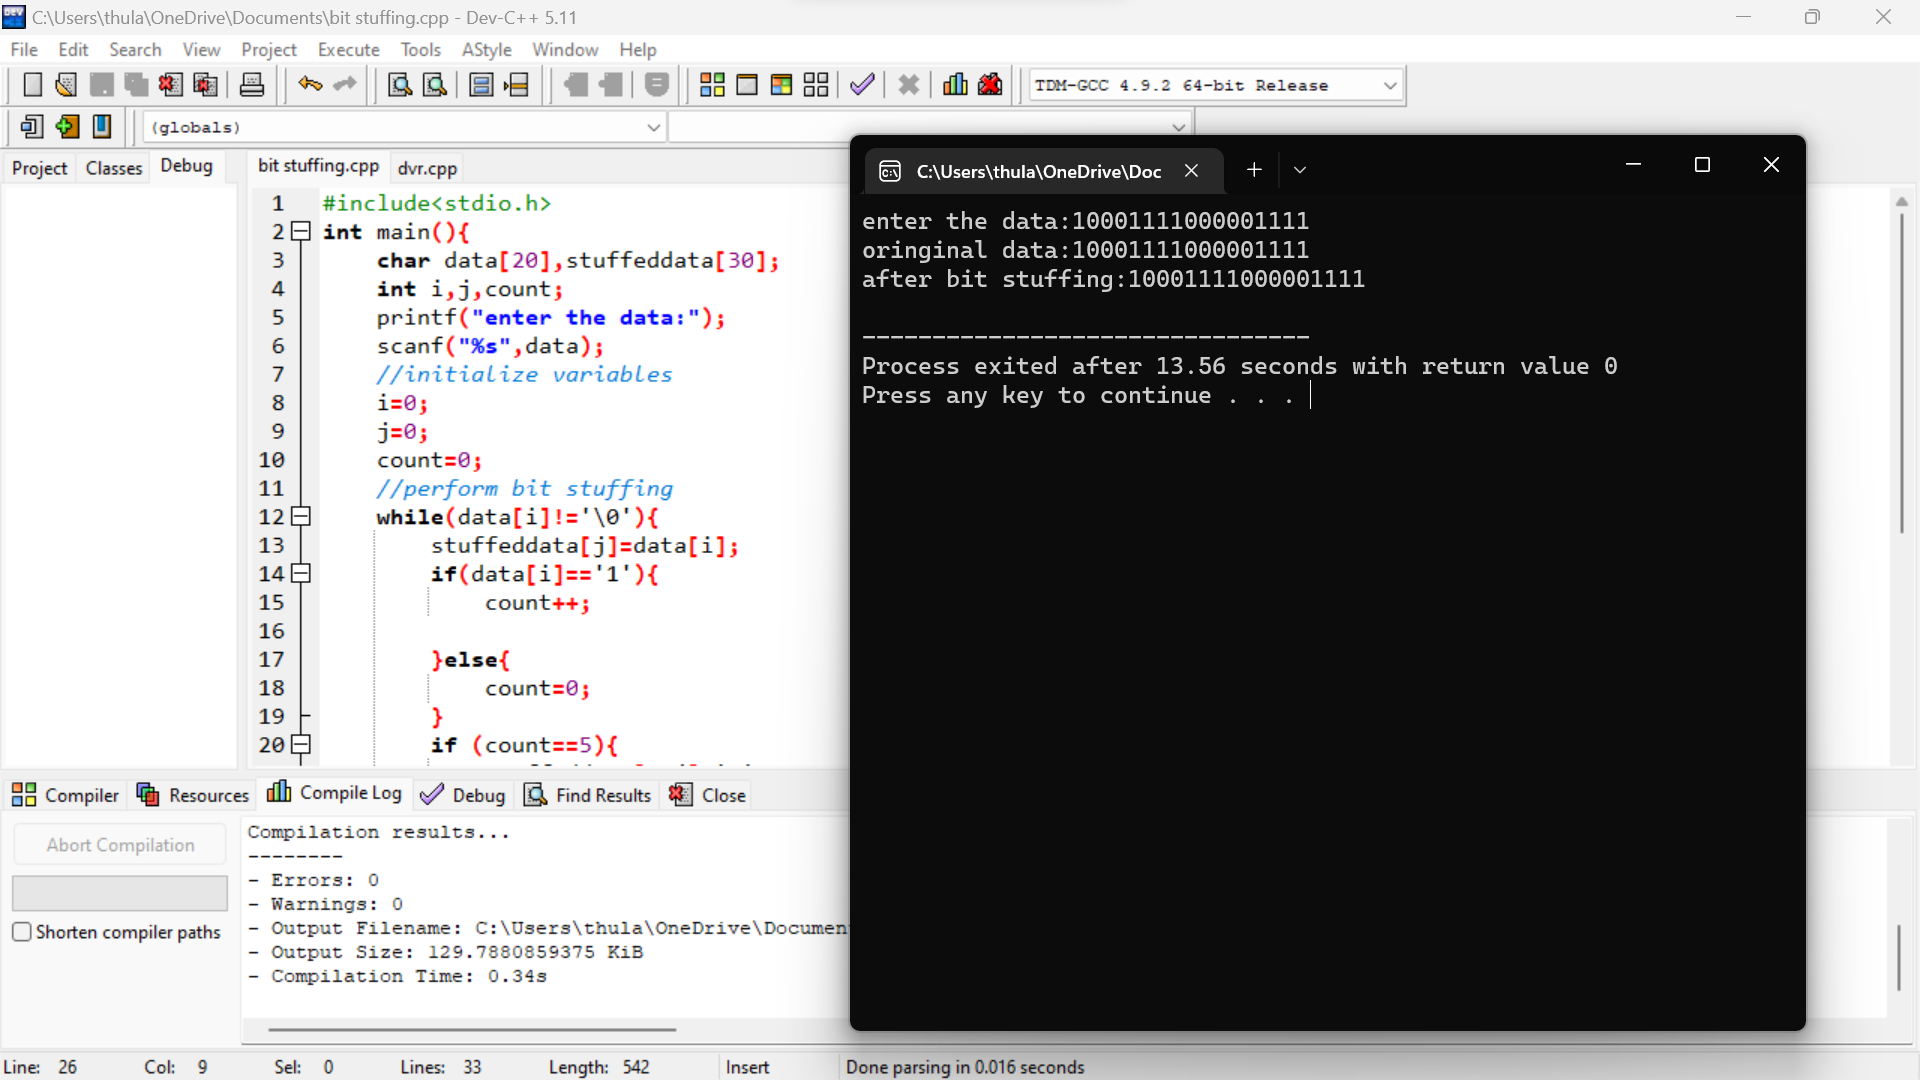 C:\Users\thula\OneDrive\Documents\bit stuffing.cpp - Dev-C++ 5.11
File Edit Search View Project Execute Tools AStyle Window Help
TDM-GCC 4.9.2 64-bit Release
(globals)
Project Classes Debug
bit stuffing.cpp dvr.cpp
1 #include<stdio.h>
2 int main(){
3 char data[20],stuffeddata[30];
4 int i,j,count;
5 printf("enter the data:");
6 scanf("%s",data);
7 //initialize variables
8 i=0;
9 j=0;
10 count=0;
11 //perform bit stuffing
12 while(data[i]!='\0'){
13 stuffeddata[j]=data[i];
14 if(data[i]=='1'){
15 count++;
16
17 }else{
18 count=0;
19 }
20 if (count==5){
C:\Users\thula\OneDrive\Doc
enter the data:10001111000001111
oringinal data:10001111000001111
after bit stuffing:10001111000001111
--------------------------------
Process exited after 13.56 seconds with return value 0
Press any key to continue . . .
Compiler Resources Compile Log Debug Find Results Close
Abort Compilation
Shorten compiler paths
Compilation results...
--------
- Errors: 0
- Warnings: 0
- Output Filename: C:\Users\thula\OneDrive\Documen
- Output Size: 129.7880859375 KiB
- Compilation Time: 0.34s
Line: 26 Col: 9 Sel: 0 Lines: 33 Length: 542 Insert Done parsing in 0.016 seconds